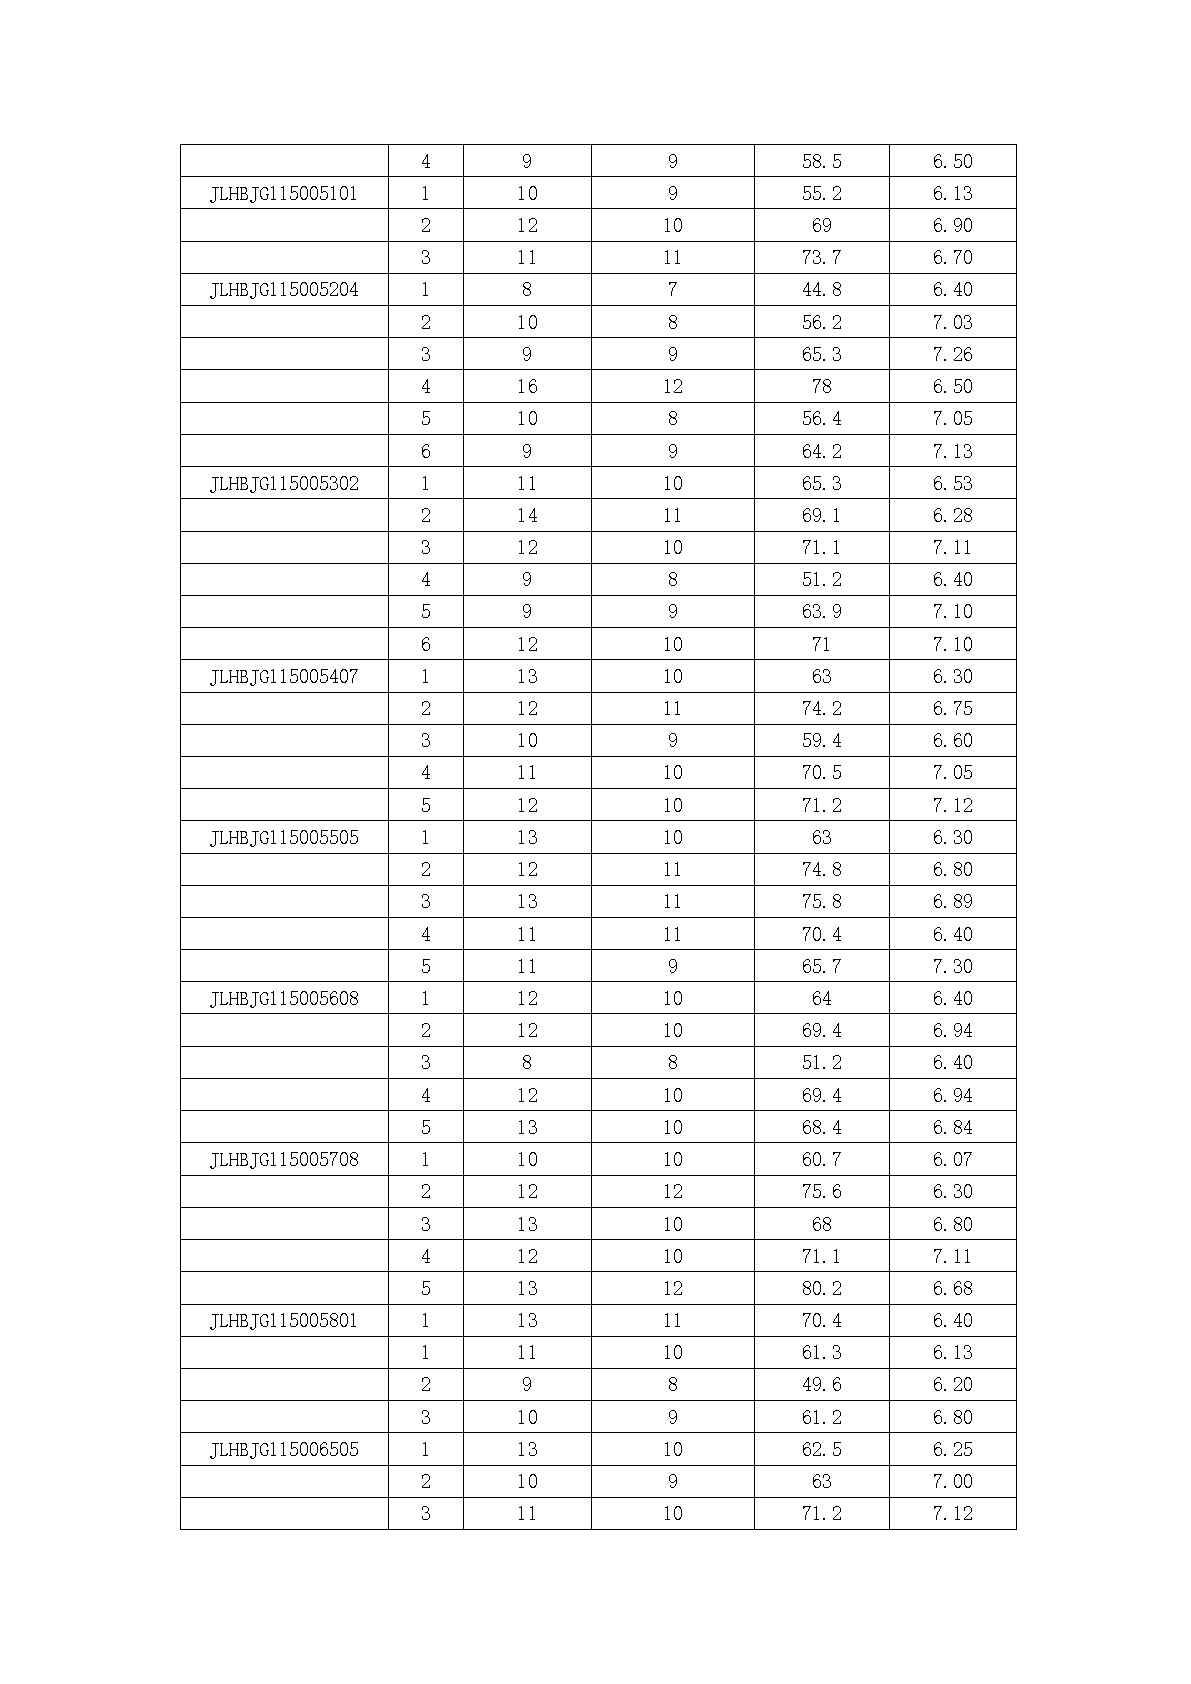 4 9 9 58.5 6.50
JLHBJG115005101 1 10 9 55.2 6.13
2 12 10 69 6.90
3 11 11 73.7 6.70
JLHBJG115005204 1 8 7 44.8 6.40
2 10 8 56.2 7.03
3 9 9 65.3 7.26
4 16 12 78 6.50
5 10 8 56.4 7.05
6 9 9 64.2 7.13
JLHBJG115005302 1 11 10 65.3 6.53
2 14 11 69.1 6.28
3 12 10 71.1 7.11
4 9 8 51.2 6.40
5 9 9 63.9 7.10
6 12 10 71 7.10
JLHBJG115005407 1 13 10 63 6.30
2 12 11 74.2 6.75
3 10 9 59.4 6.60
4 11 10 70.5 7.05
5 12 10 71.2 7.12
JLHBJG115005505 1 13 10 63 6.30
2 12 11 74.8 6.80
3 13 11 75.8 6.89
4 11 11 70.4 6.40
5 11 9 65.7 7.30
JLHBJG115005608 1 12 10 64 6.40
2 12 10 69.4 6.94
3 8 8 51.2 6.40
4 12 10 69.4 6.94
5 13 10 68.4 6.84
JLHBJG115005708 1 10 10 60.7 6.07
2 12 12 75.6 6.30
3 13 10 68 6.80
4 12 10 71.1 7.11
5 13 12 80.2 6.68
JLHBJG115005801 1 13 11 70.4 6.40
1 11 10 61.3 6.13
2 9 8 49.6 6.20
3 10 9 61.2 6.80
JLHBJG115006505 1 13 10 62.5 6.25
2 10 9 63 7.00
3 11 10 71.2 7.12